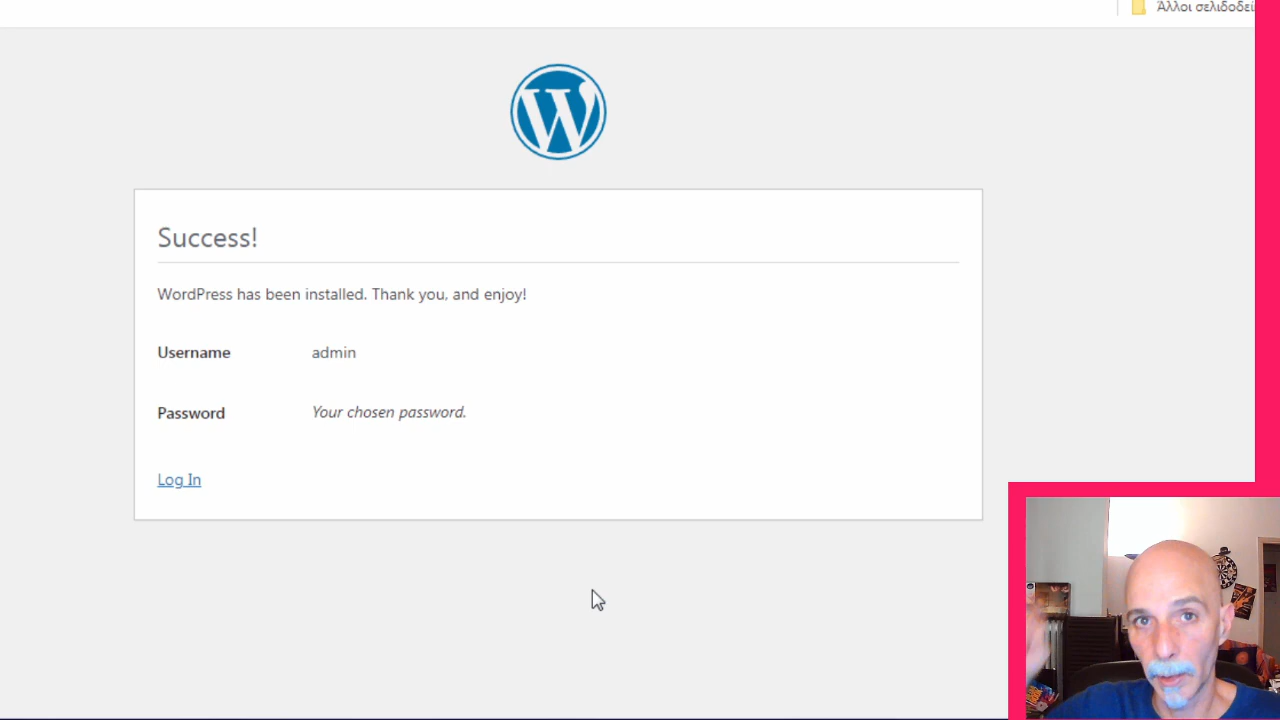 Άλλοι σελιδοδεί
Success!
WordPress has been installed. Thank you, and enjoy!
Username admin
Password Your chosen password.
Log In